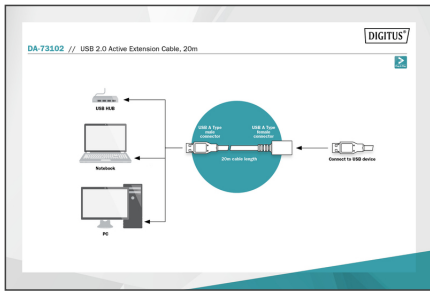 DIGITUS®
DA-73102 // USB 2.0 Active Extension Cable, 20m
USB HUB
USB A Type
male
connector
USB A Type
female
connector
20m cable length
Connect to USB device
Notebook
PC